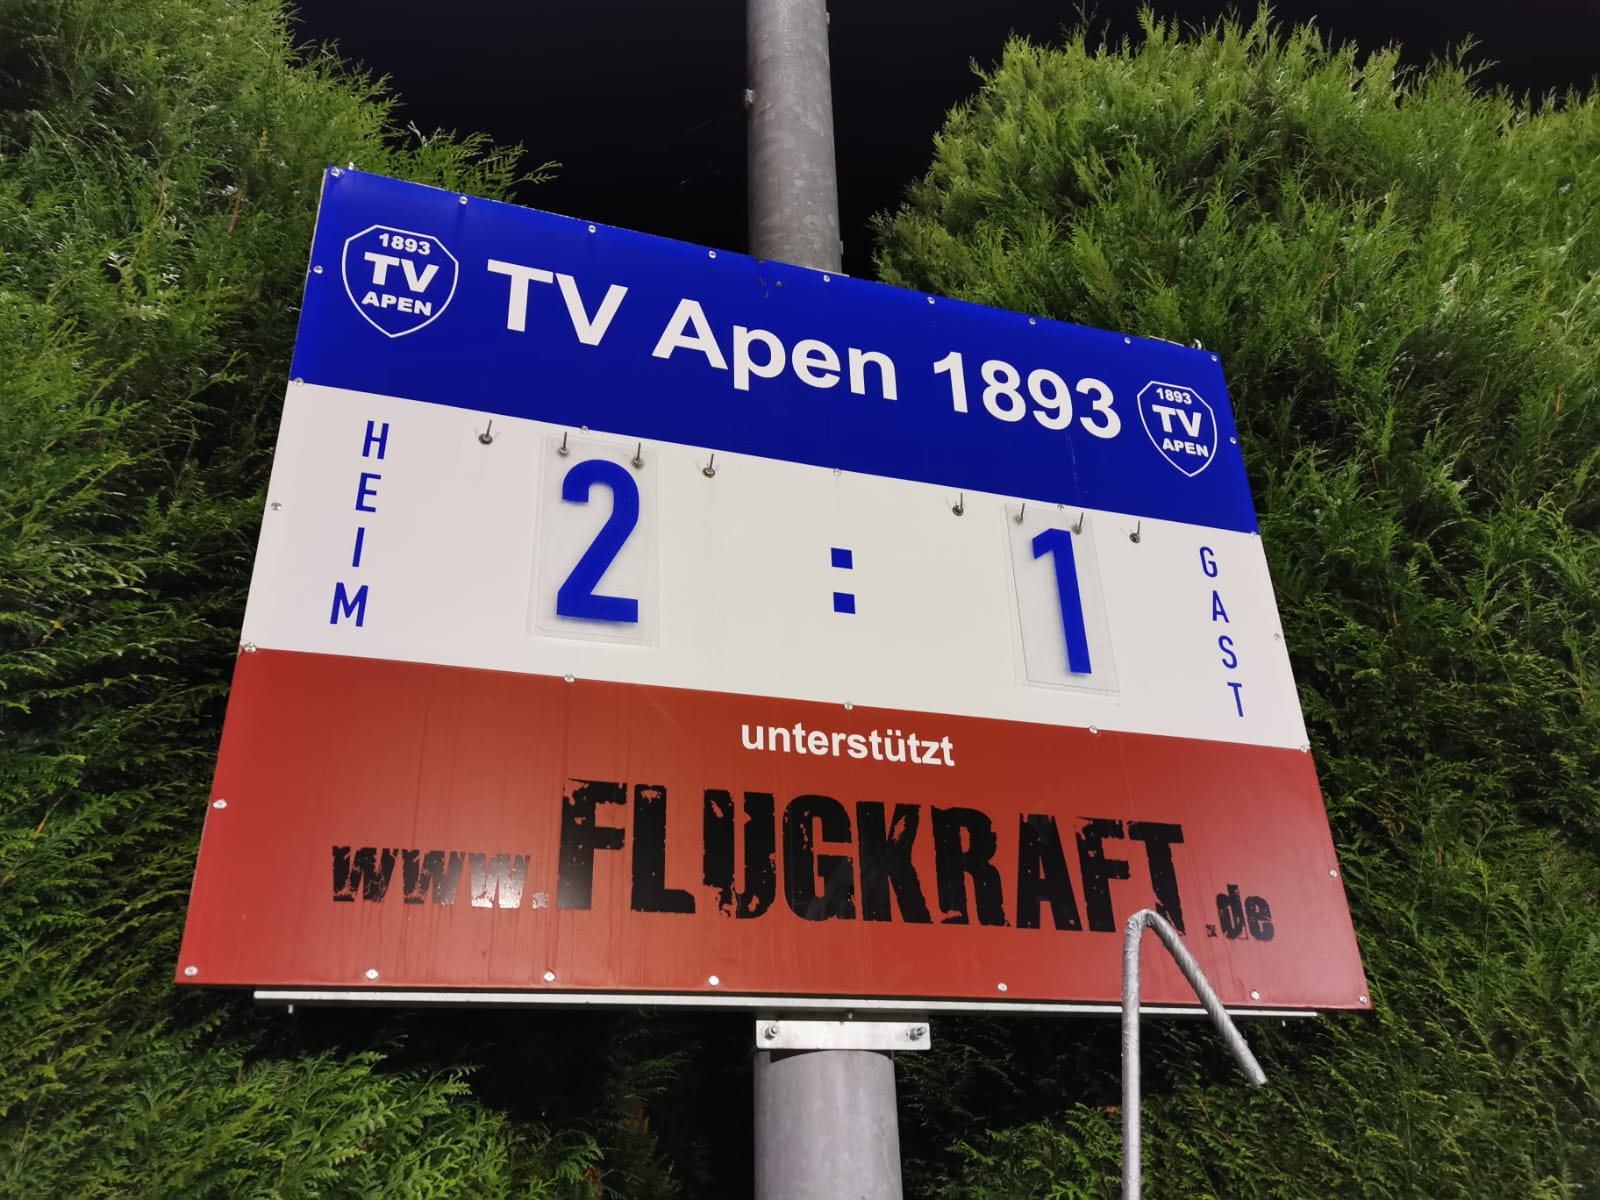 1893
TV
APEN
TV Apen 1893
1893
TV
APEN
HEIM
2 : 1
GAST
unterstützt
www.FLUGKRAFT.de